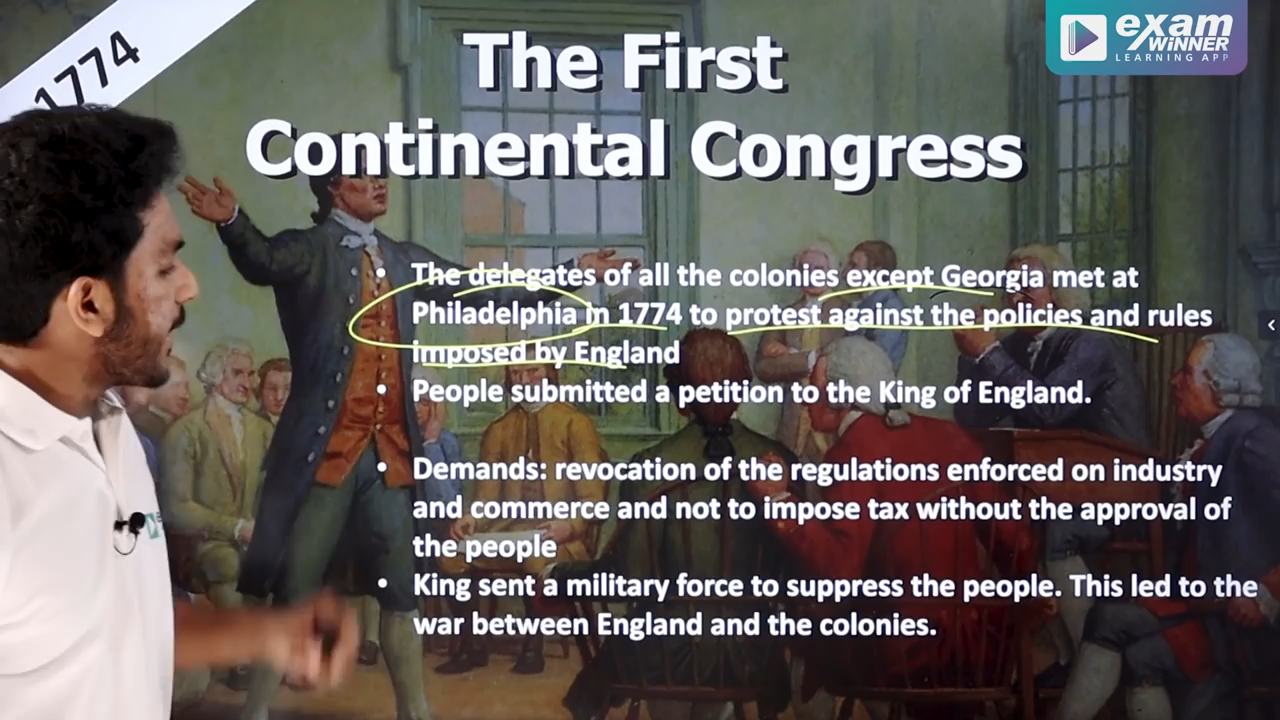 1774
exam
WINNER
LEARNING APP
The First
Continental Congress
• The delegates of all the colonies except Georgia met at
Philadelphia in 1774 to protest against the policies and rules
imposed by England
• People submitted a petition to the King of England.
• Demands: revocation of the regulations enforced on industry
and commerce and not to impose tax without the approval of
the people
• King sent a military force to suppress the people. This led to the
war between England and the colonies.